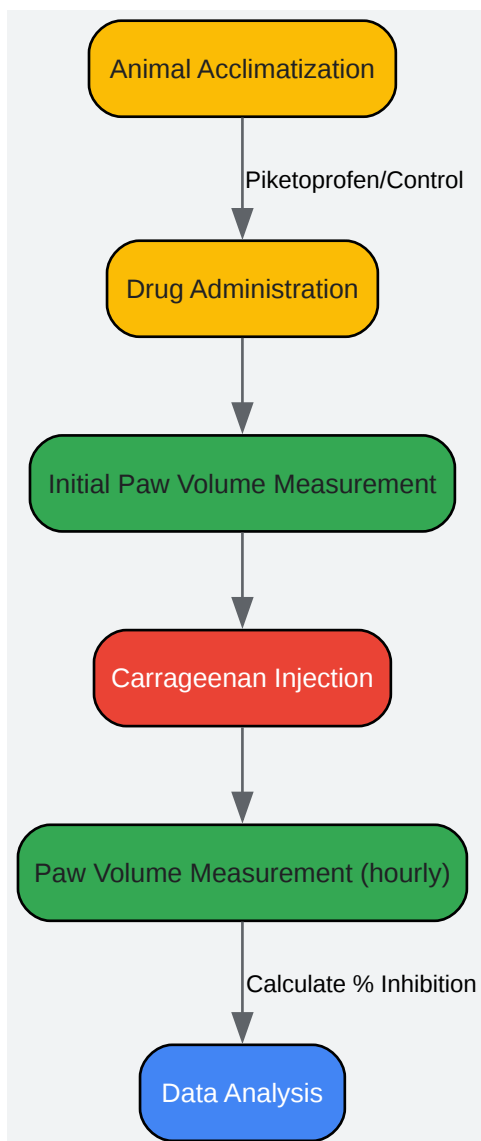 Animal Acclimatization
Piketoprofen/Control
Drug Administration
Initial Paw Volume Measurement
Carrageenan Injection
Paw Volume Measurement (hourly)
Calculate % Inhibition
Data Analysis